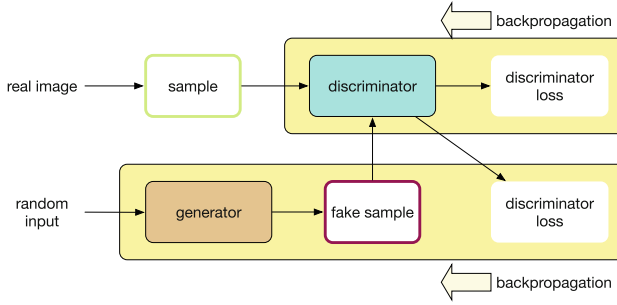 backpropagation
real image
sample
discriminator
discriminator
loss
random
input
generator
fake sample
discriminator
loss
backpropagation